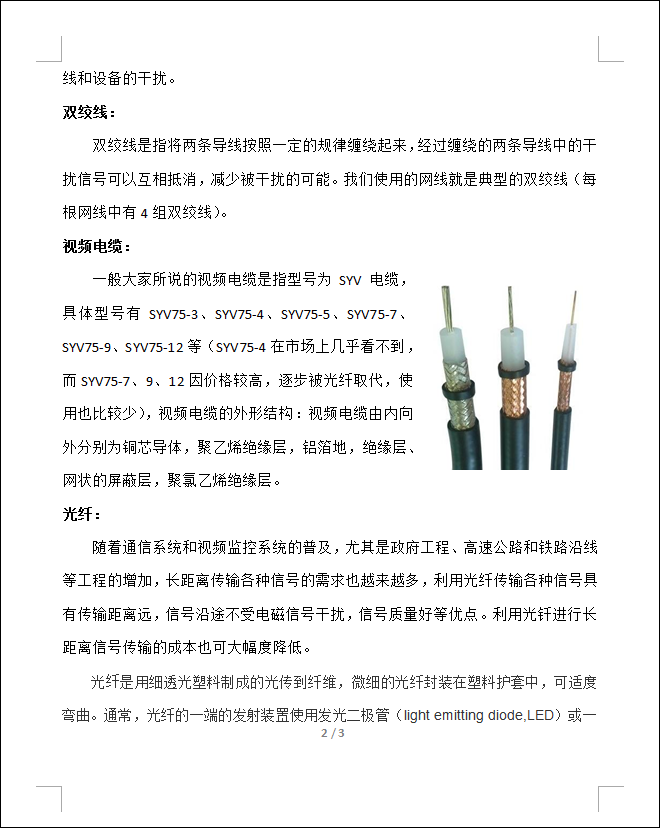 线和设备的干扰。
双绞线：
双绞线是指将两条导线按照一定的规律缠绕起来，经过缠绕的两条导线中的干
扰信号可以互相抵消，减少被干扰的可能。我们使用的网线就是典型的双绞线（每
根网线中有 4 组双绞线）。
视频电缆：
一般大家所说的视频电缆是指型号为 SYV 电缆，
具体型号有 SYV75-3、SYV75-4、SYV75-5、SYV75-7、
SYV75-9、SYV75-12 等（SYV75-4 在市场上几乎看不到，
而 SYV75-7、9、12 因价格较高，逐步被光纤取代，使
用也比较少），视频电缆的外形结构：视频电缆由内向
外分别为铜芯导体，聚乙烯绝缘层，铝箔地，绝缘层、
网状的屏蔽层，聚氯乙烯绝缘层。
光纤：
随着通信系统和视频监控系统的普及，尤其是政府工程、高速公路和铁路沿线
等工程的增加，长距离传输各种信号的需求也越来越多，利用光纤传输各种信号具
有传输距离远，信号沿途不受电磁信号干扰，信号质量好等优点。利用光钎进行长
距离信号传输的成本也可大幅度降低。
光纤是用细透光塑料制成的光传到纤维，微细的光纤封装在塑料护套中，可适度
弯曲。通常，光纤的一端的发射装置使用发光二极管（light emitting diode,LED）或一
2 / 3